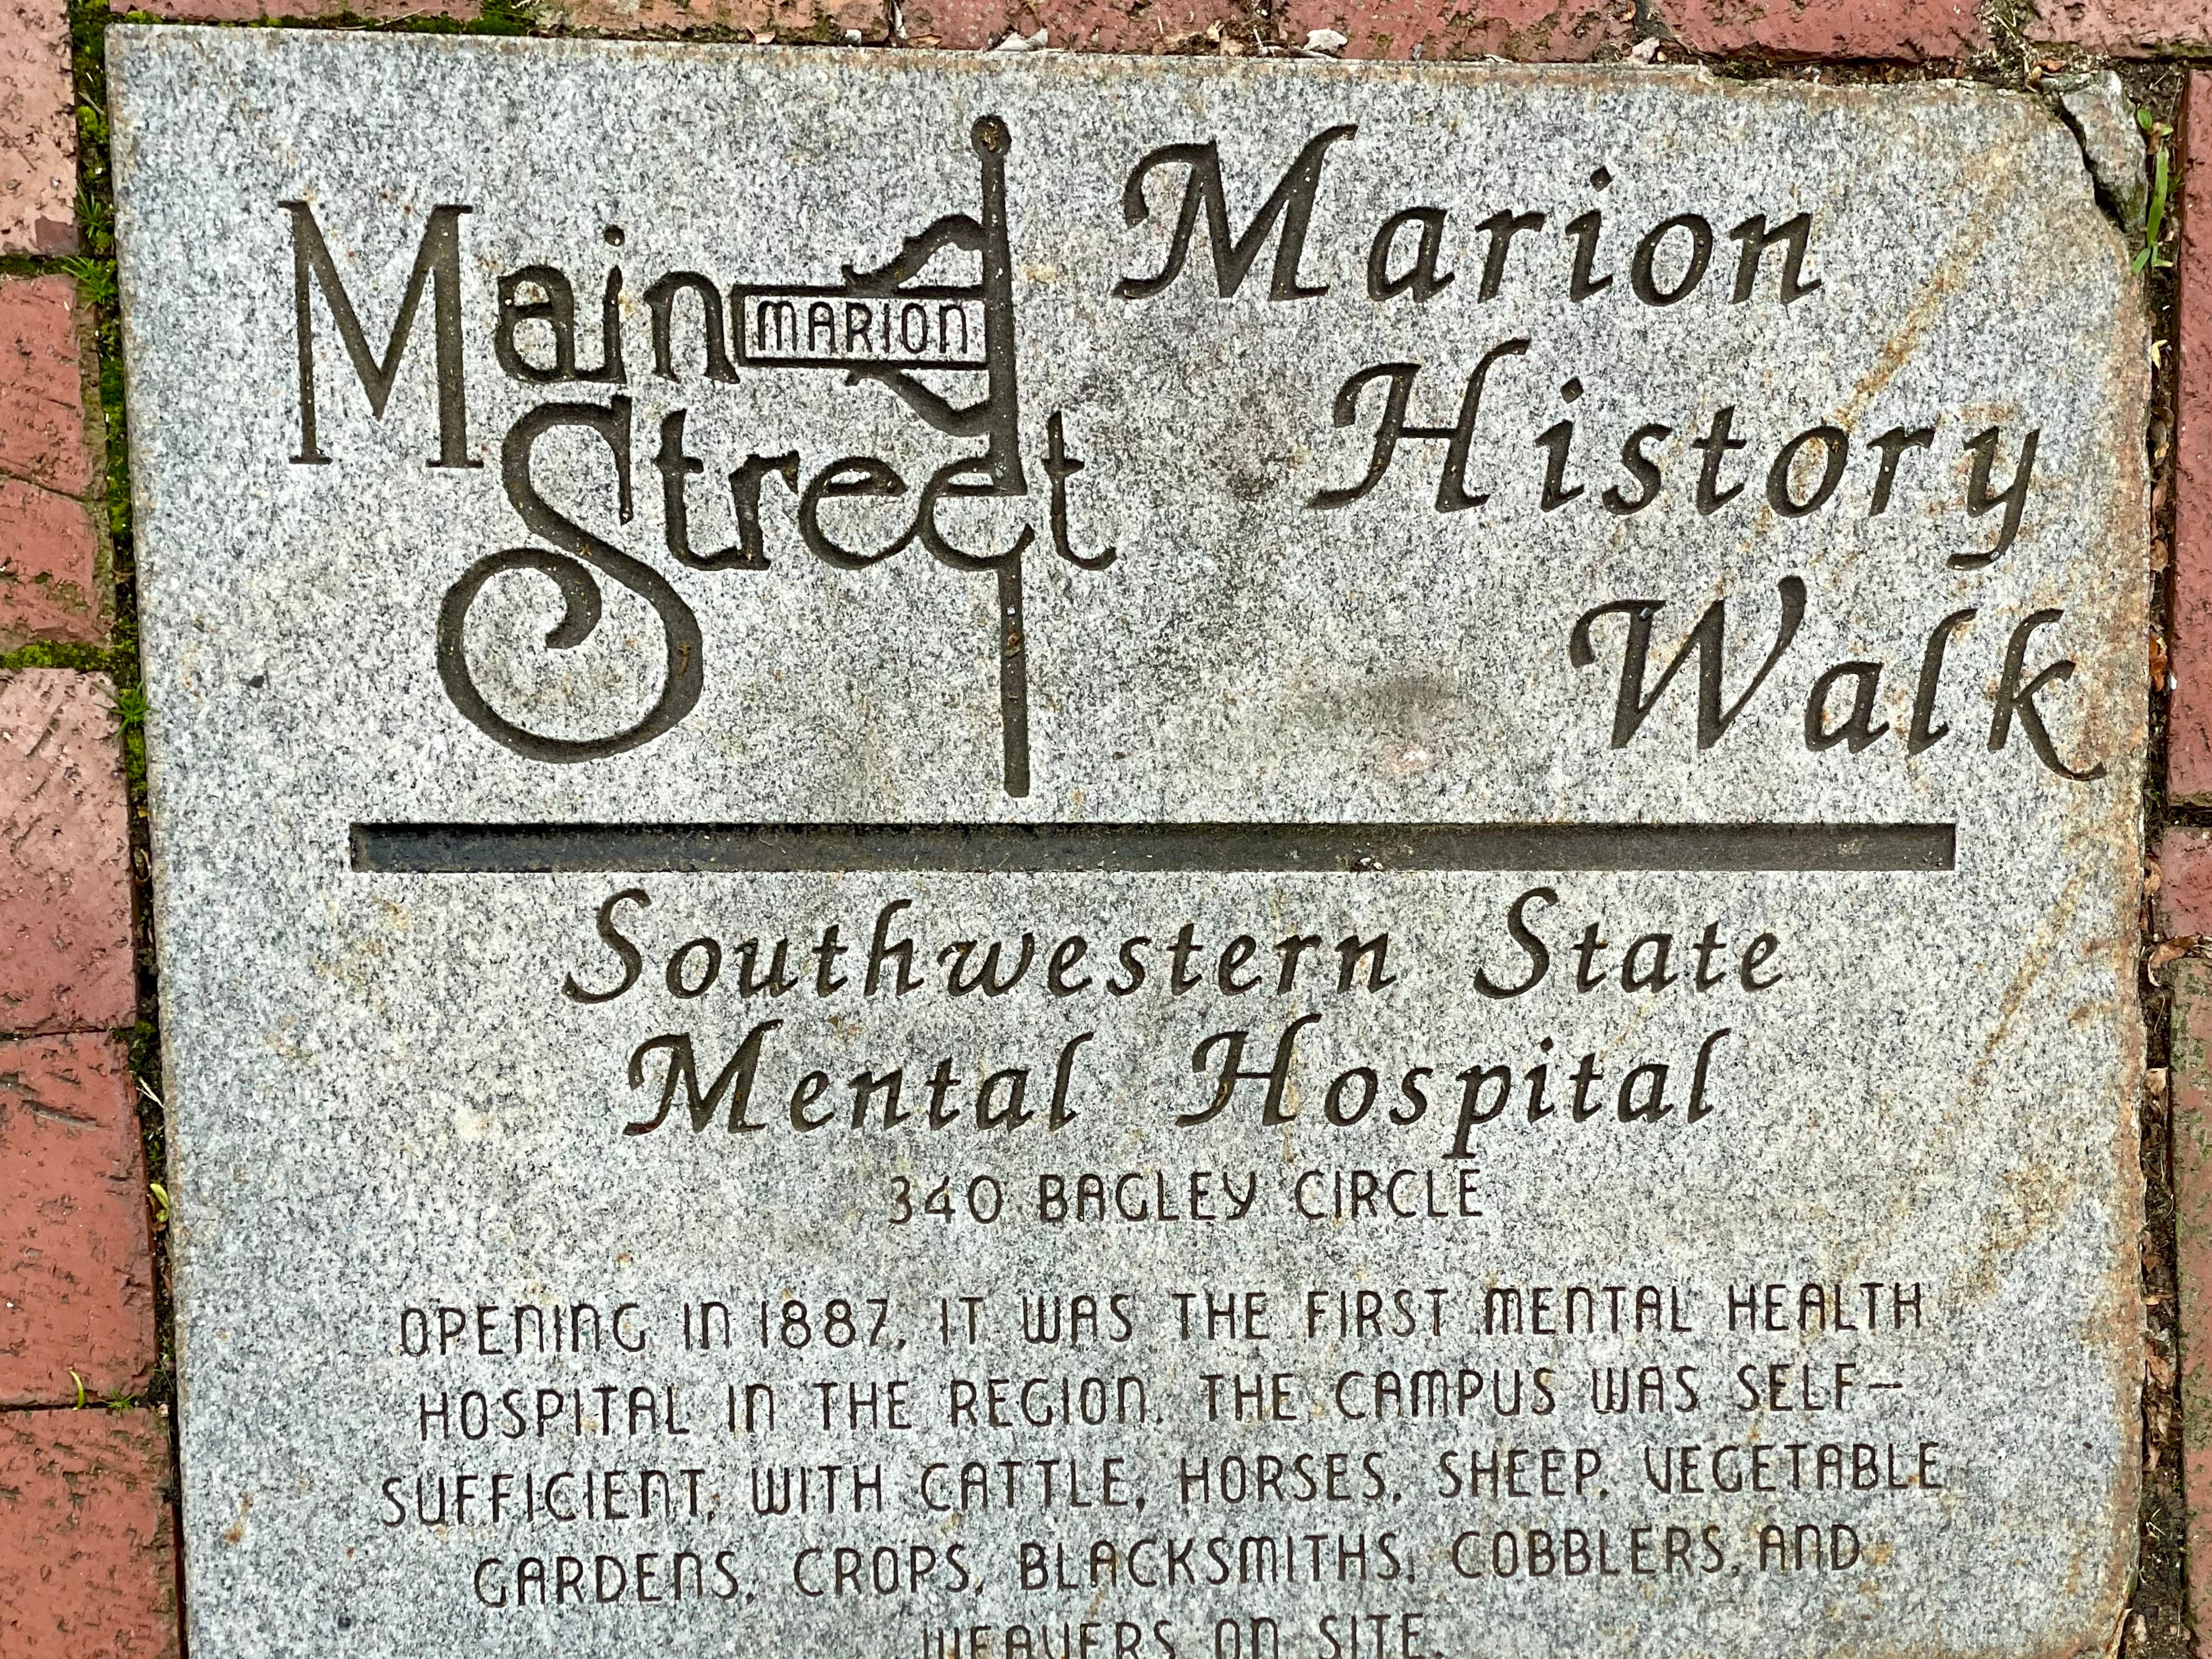 Main MARION
Street
Marion
History
Walk
Southwestern State
Mental Hospital
340 BAGLEY CIRCLE
OPENING IN 1887, IT WAS THE FIRST MENTAL HEALTH
HOSPITAL IN THE REGION. THE CAMPUS WAS SELF-
SUFFICIENT, WITH CATTLE, HORSES, SHEEP, VEGETABLE
GARDENS, CROPS, BLACKSMITHS, COBBLERS, AND
WEAVERS ON SITE.